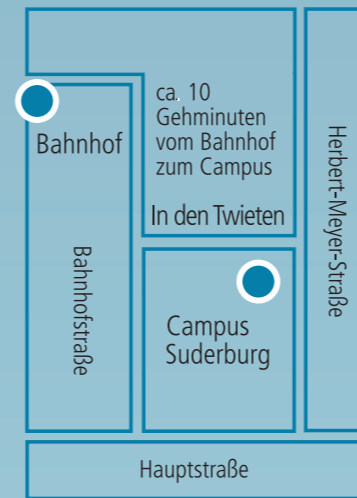 ca. 10
Gehminuten
vom Bahnhof
zum Campus
Bahnhof
In den Twieten
Herbert-Meyer-Straße
Bahnhofstraße
Campus
Suderburg
Hauptstraße